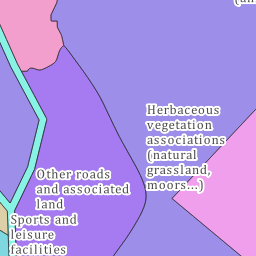 Herbaceous
vegetation
associations
(natural
grassland,
moors...)
Other roads
and associated
land
Sports and
leisure
facilities